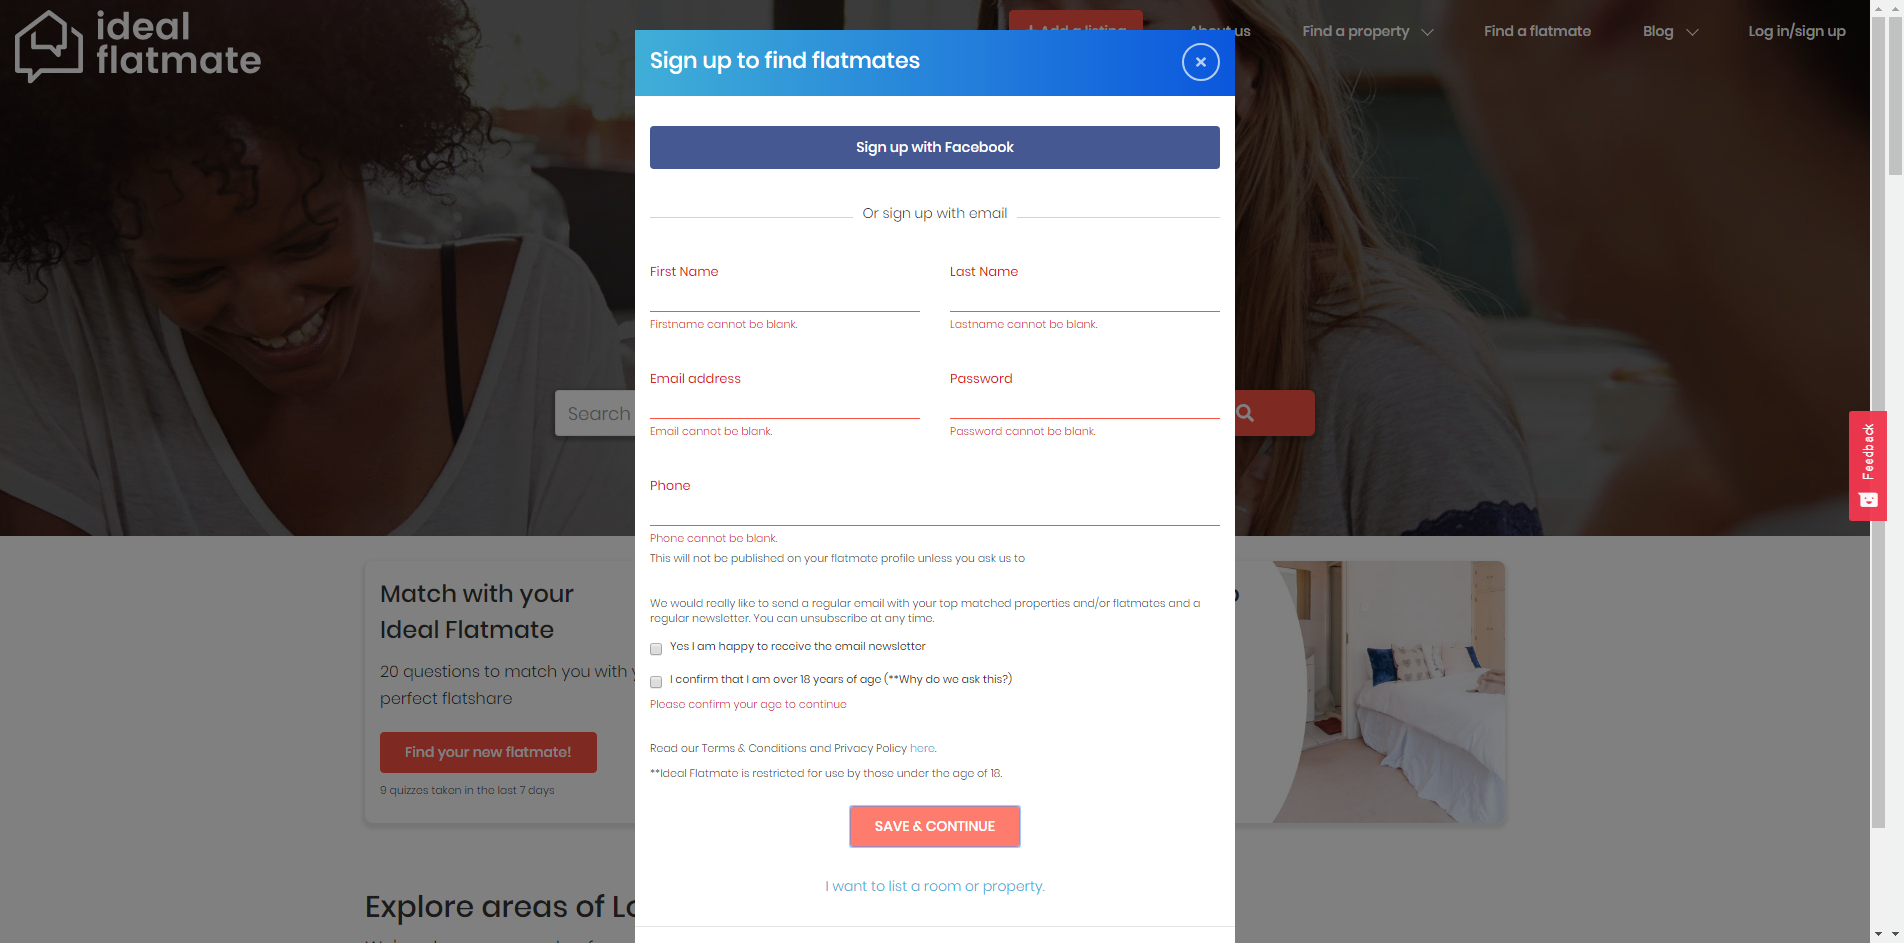 ideal
flatmate
About us
Find a property
Find a flatmate
Blog
Log in/sign up
Sign up to find flatmates
Sign up with Facebook
Or sign up with email
First Name
Last Name
Firstname cannot be blank.
Lastname cannot be blank.
Email address
Password
Search
Email cannot be blank.
Password cannot be blank.
Feedback
Phone
Phone cannot be blank.
This will not be published on your flatmate profile unless you ask us to
We would really like to send a regular email with your top matched properties and/or flatmates and a
regular newsletter. You can unsubscribe at any time.
Yes I am happy to receive the email newsletter
I confirm that I am over 18 years of age (**Why do we ask this?)
Please confirm your age to continue
Read our Terms & Conditions and Privacy Policy here.
**Ideal Flatmate is restricted for use by those under the age of 18.
SAVE & CONTINUE
I want to list a room or property.
Match with your
Ideal Flatmate
20 questions to match you with
perfect flatshare
Find your new flatmate!
9 quizzes taken in the last 7 days
Explore areas of